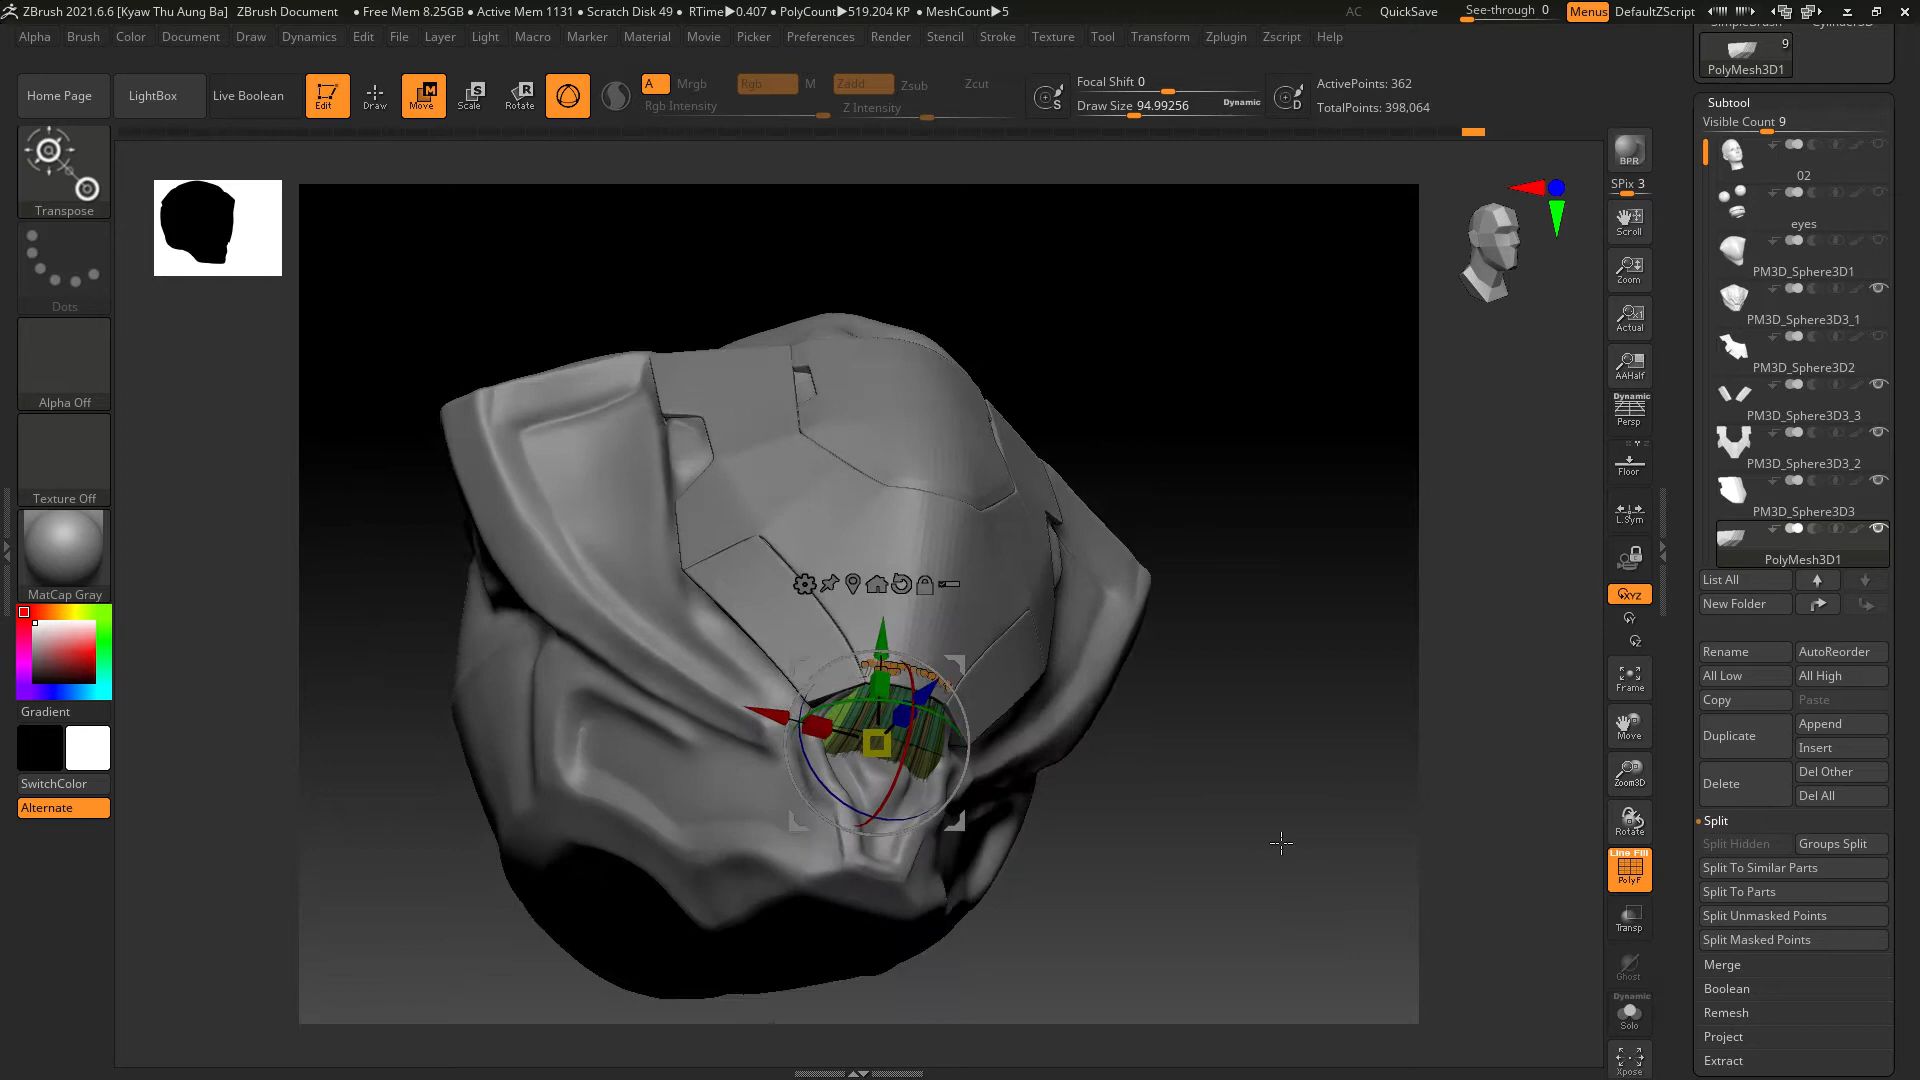 ZBrush 2021.6.6 [Kyaw Thu Aung Ba]   ZBrush Document   ● Free Mem 8.25GB ● Active Mem 1131 ● Scratch Disk 49 ● RTime▶0.407 ● PolyCount▶519.204 KP ● MeshCount▶5   AC   QuickSave   See-through 0   Menus   DefaultZScript
Alpha Brush Color Document Draw Dynamics Edit File Layer Light Macro Marker Material Movie Picker Preferences Render Stencil Stroke Texture Tool Transform Zplugin Zscript Help
9
PolyMesh3D1
Home Page LightBox Live Boolean Edit Draw Move Scale Rotate
A Mrgb Rgb M Zadd Zsub Zcut
Rgb Intensity Z Intensity
Focal Shift 0
Draw Size 94.99256 Dynamic
ActivePoints: 362
TotalPoints: 398,064
Transpose
Dots
Alpha Off
Texture Off
MatCap Gray
Gradient
SwitchColor
Alternate
BPR
SPix 3
Scroll
Zoom
Actual
AAHalf
Dynamic
Persp
Floor
L.Sym
XYZ
Frame
Move
Zoom3D
Rotate
Line Fill
PolyF
Transp
Ghost
Dynamic
Solo
Xpose
Subtool
Visible Count 9
02
eyes
PM3D_Sphere3D1
PM3D_Sphere3D3_1
PM3D_Sphere3D2
PM3D_Sphere3D3_3
PM3D_Sphere3D3_2
PM3D_Sphere3D3
PolyMesh3D1
List All
New Folder
Rename AutoReorder
All Low All High
Copy Paste
Duplicate Append
Insert
Delete Del Other
Del All
Split
Split Hidden Groups Split
Split To Similar Parts
Split To Parts
Split Unmasked Points
Split Masked Points
Merge
Boolean
Remesh
Project
Extract